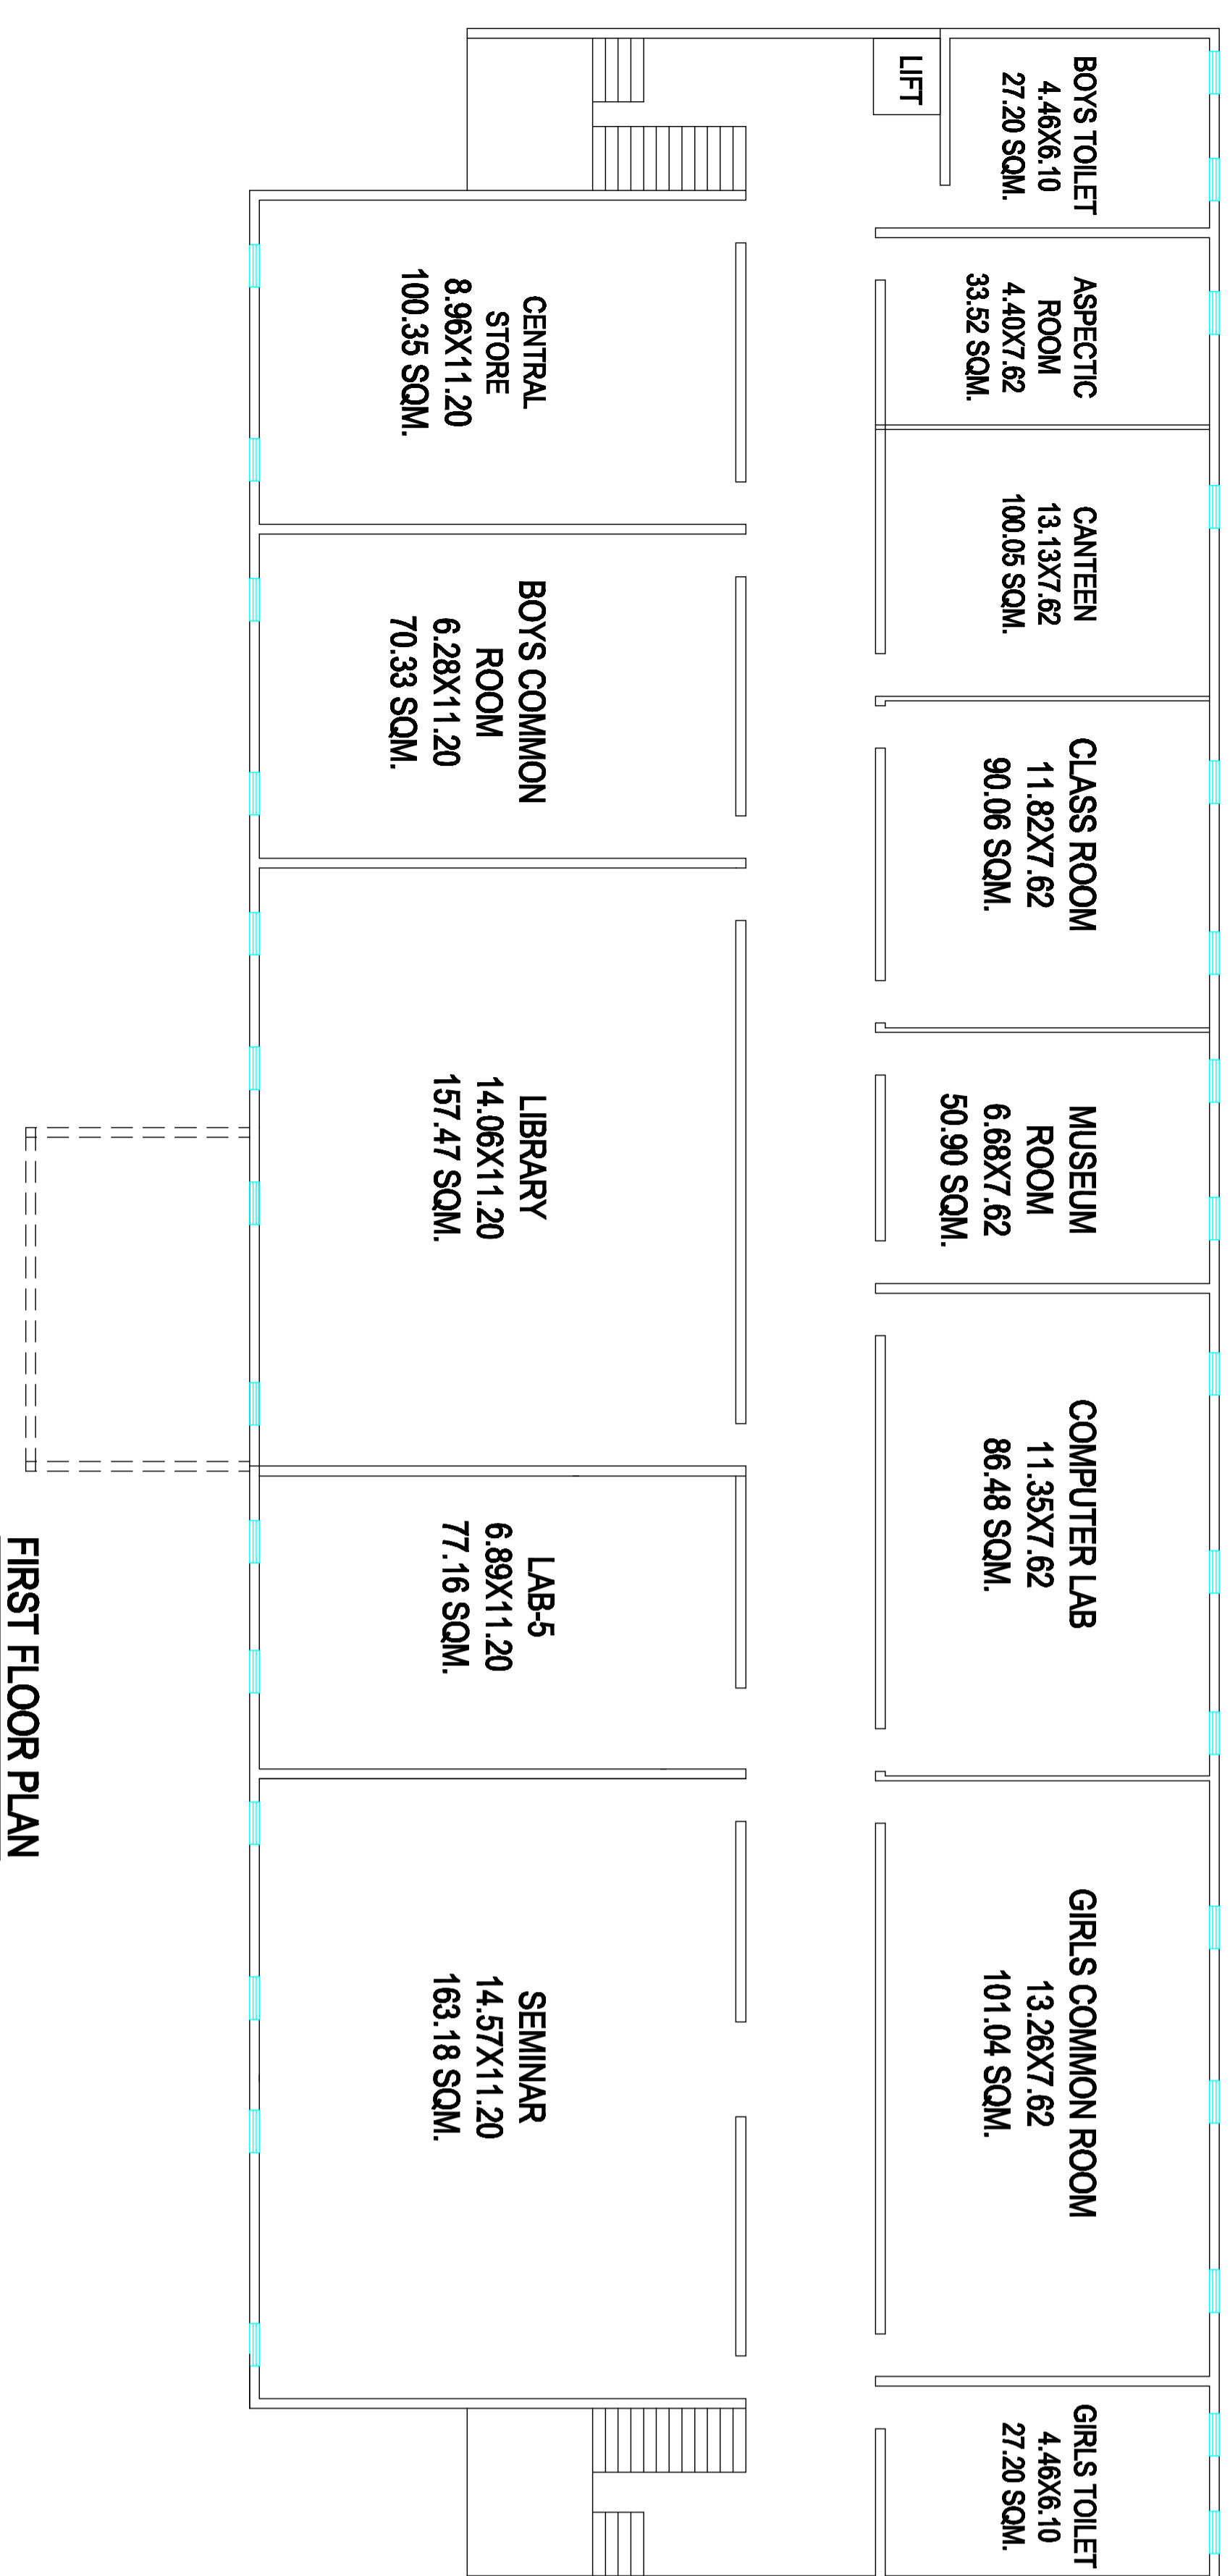 BOYS TOILET
4.46X6.10
27.20 SQM.
LIFT
ASPECTIC
ROOM
4.40X7.62
33.52 SQM.
CANTEEN
13.13X7.62
100.05 SQM.
CLASS ROOM
11.82X7.62
90.06 SQM.
MUSEUM
ROOM
6.68X7.62
50.90 SQM.
COMPUTER LAB
11.35X7.62
86.48 SQM.
GIRLS COMMON ROOM
13.26X7.62
101.04 SQM.
GIRLS TOILET
4.46X6.10
27.20 SQM.
CENTRAL
STORE
8.96X11.20
100.35 SQM.
BOYS COMMON
ROOM
6.28X11.20
70.33 SQM.
LIBRARY
14.06X11.20
157.47 SQM.
LAB-5
6.89X11.20
77.16 SQM.
SEMINAR
14.57X11.20
163.18 SQM.
FIRST FLOOR PLAN